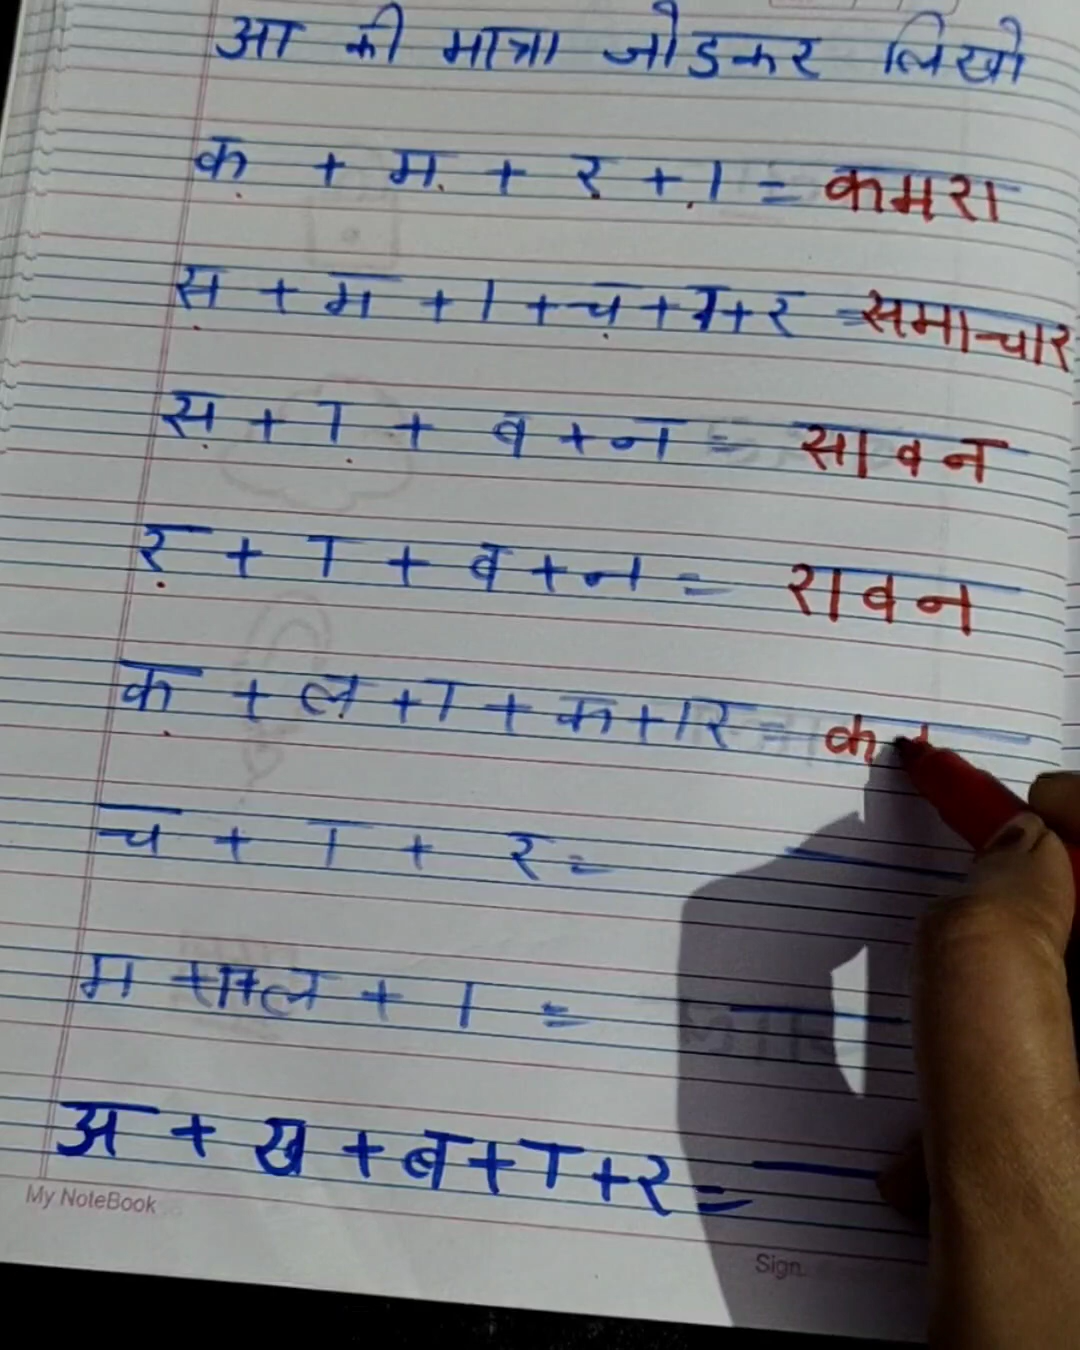 आ की मात्रा जोडकर लिखो
क + म + र + ा = कमरा
स + म + ा + च + ा + र = समाचार
स + ा + व + न = सावन
र + ा + व + न = रावन
क + ल + ा + क + ा र = क
च + ा + र =
म + ा + ल + ा =
अ + ख + ब + ा + र =
My NoteBook
Sign